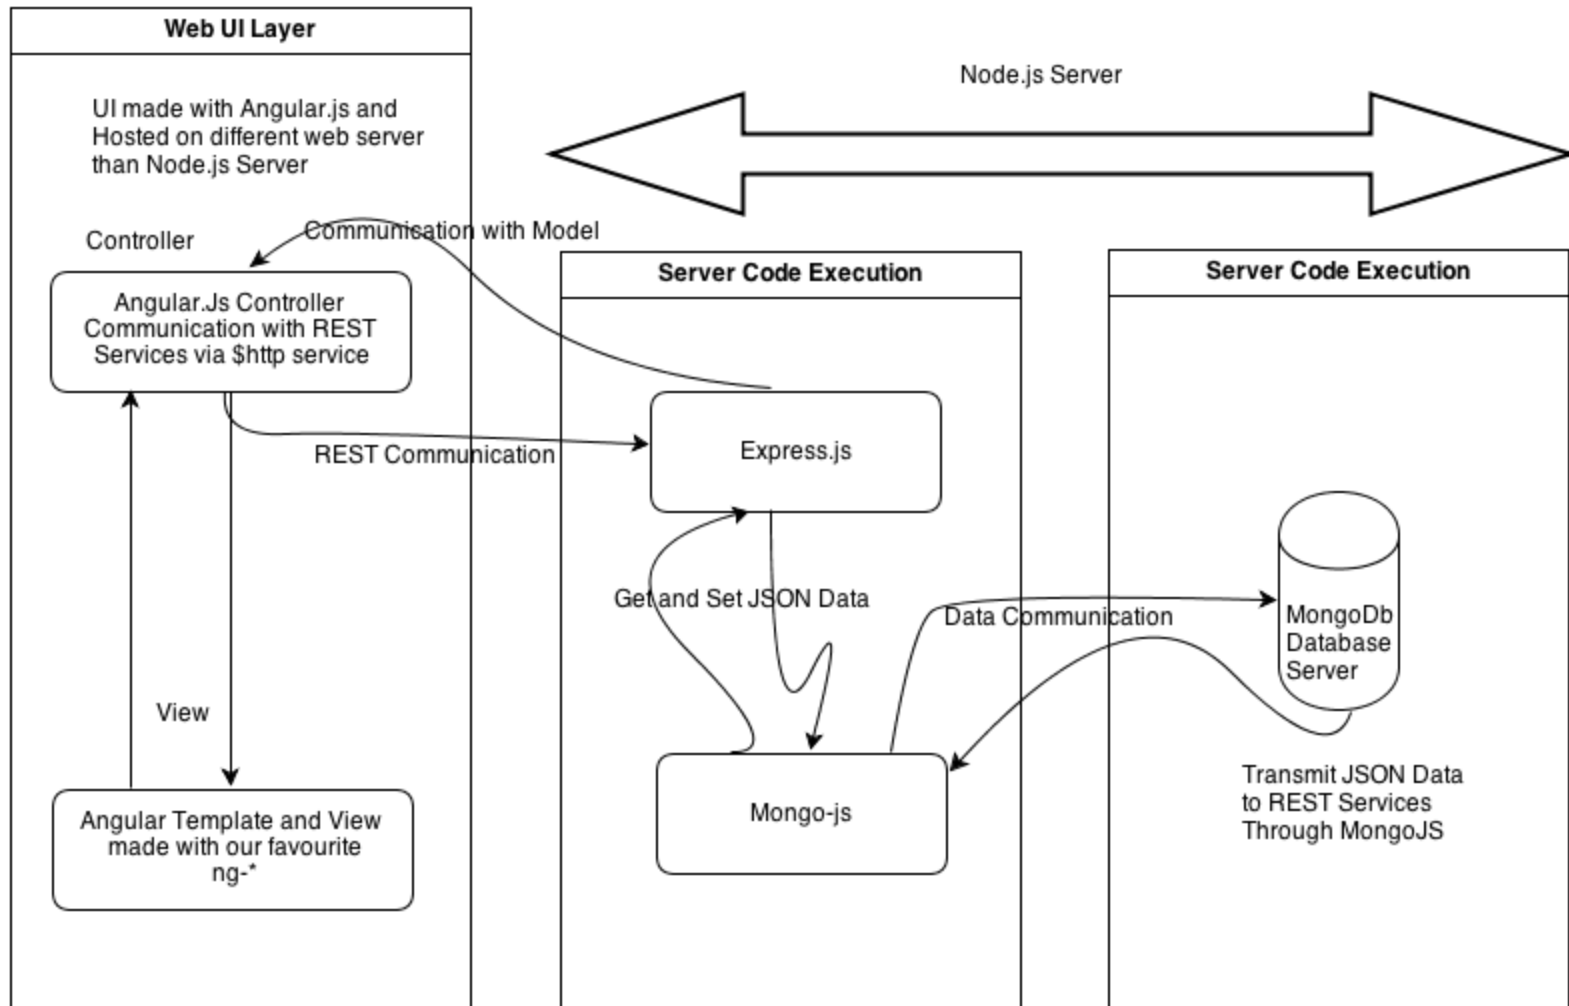 Web UI Layer
UI made with Angular.js and
Hosted on different web server
than Node.js Server
Node.js Server
Communication with Model
Controller
Angular.Js Controller
Communication with REST
Services via $http service
REST Communication
View
Angular Template and View
made with our favourite
ng-*
Server Code Execution
Express.js
Get and Set JSON Data
Mongo-js
Data Communication
Server Code Execution
MongoDb
Database
Server
Transmit JSON Data
to REST Services
Through MongoJS